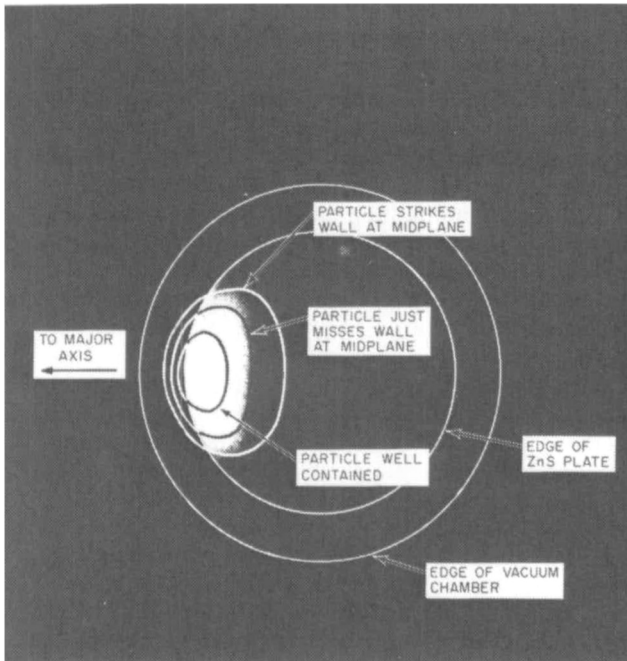 PARTICLE STRIKES
WALL AT MIDPLANE
PARTICLE JUST
MISSES WALL
AT MIDPLANE
TO MAJOR
AXIS
PARTICLE WELL
CONTAINED
EDGE OF
ZnS PLATE
EDGE OF VACUUM
CHAMBER